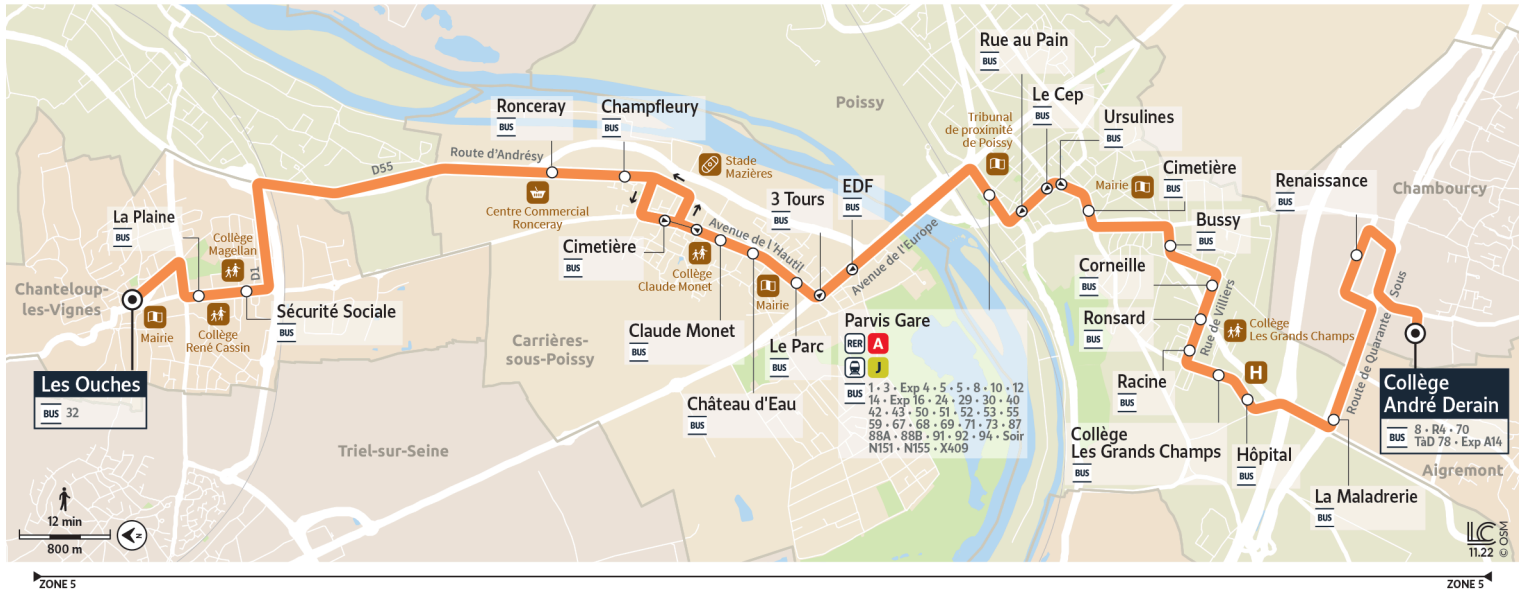 Rue au Pain
BUS
Le Cep
BUS
Ursulines
BUS
Poissy
Tribunal
de proximité
de Poissy
Cimetière
BUS
Mairie
Renaissance
BUS
Chambourcy
Ronceray
BUS
Champfleury
BUS
Route d'Andrésy
D55
Stade
Mazières
Centre Commercial
Ronceray
3 Tours
BUS
EDF
BUS
Bussy
BUS
La Plaine
BUS
Collège
Magellan
D1
Cimetière
BUS
Avenue de l'Hautil
Avenue de l'Europe
Collège
Claude Monet
Mairie
Corneille
BUS
Ronsard
BUS
Rue de Villiers
Collège
Les Grands Champs
Route de Quarante Sous
Chanteloup-
les-Vignes
Mairie
Collège
René Cassin
Sécurité Sociale
BUS
Carrières-
sous-Poissy
Claude Monet
BUS
Le Parc
BUS
Château d'Eau
BUS
Parvis Gare
RER A
J
BUS
1 • 3 • Exp 4 • 5 • 5 • 8 • 10 • 12
14 • Exp 16 • 24 • 29 • 30 • 40
42 • 43 • 50 • 51 • 52 • 53 • 55
59 • 67 • 68 • 69 • 71 • 73 • 87
88A • 88B • 91 • 92 • 94 • Soir
N151 • N155 • X409
Les Ouches
BUS 32
Racine
BUS
H
Collège
Les Grands Champs
BUS
Hôpital
BUS
La Maladrerie
BUS
Collège
André Derain
BUS
8 • R4 • 70
TàD 78 • Exp A14
Aigremont
Triel-sur-Seine
12 min
800 m
N
LC
11.22
© OSM
ZONE 5
ZONE 5